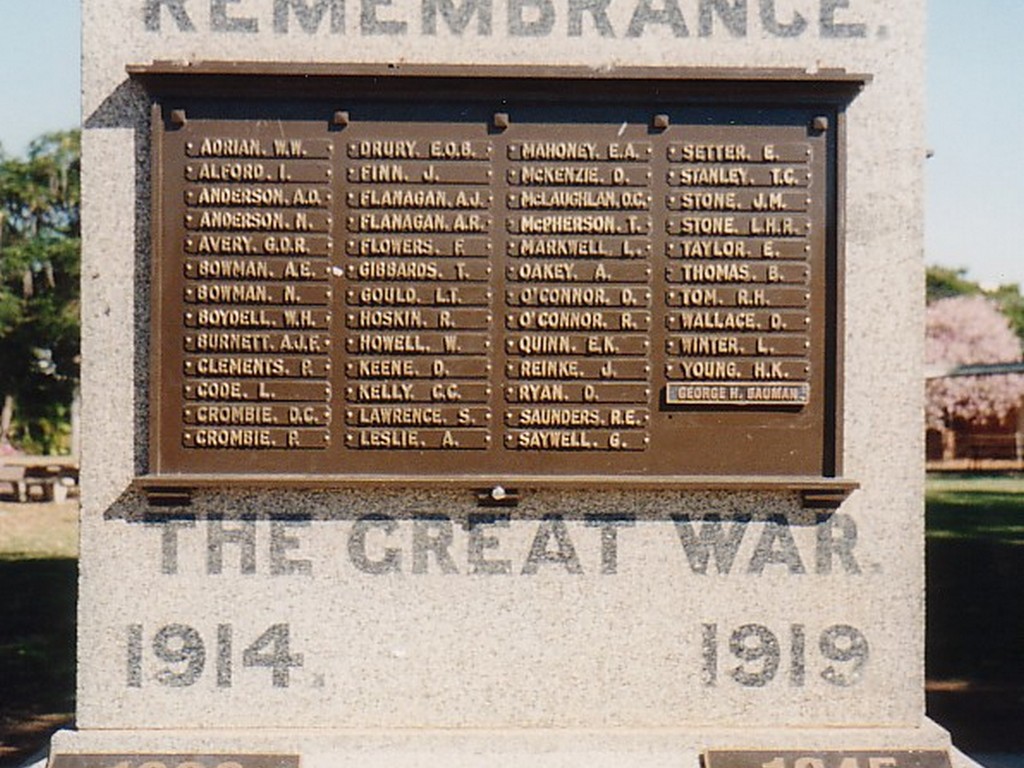 REMEMBRANCE.
ADRIAN. W.W.
ALFORD. I.
ANDERSON. A.D.
ANDERSON. N.
AVERY. G.D.R.
BOWMAN. A.E.
BOWMAN. N.
BOYDELL. W.H.
BURNETT. A.J.F.
CLEMENTS. P.
CODE. L.
CROMBIE. D.C.
CROMBIE. P.
DRURY. E.O.B.
FINN. J.
FLANAGAN. A.J.
FLANAGAN. A.R.
FLOWERS. F.
GIBBARDS. T.
GOULD. L.T.
HOSKIN. R.
HOWELL. W.
KEENE. D.
KELLY. C.C.
LAWRENCE. S.
LESLIE. A.
MAHONEY. E.A.
McKENZIE. D.
McLAUGHLAN. D.C.
McPHERSON. T.
MARKWELL. L.
OAKEY. A.
O'CONNOR. D.
O'CONNOR. R.
QUINN. E.K.
REINKE. J.
RYAN. D.
SAUNDERS. R.E.
SAYWELL. G.
SETTER. E.
STANLEY. T.C.
STONE. J.M.
STONE. L.H.R.
TAYLOR. E.
THOMAS. B.
TOM. R.H.
WALLACE. D.
WINTER. L.
YOUNG. H.K.
GEORGE H. BAUMAN.
THE GREAT WAR.
1914. 1919
1945